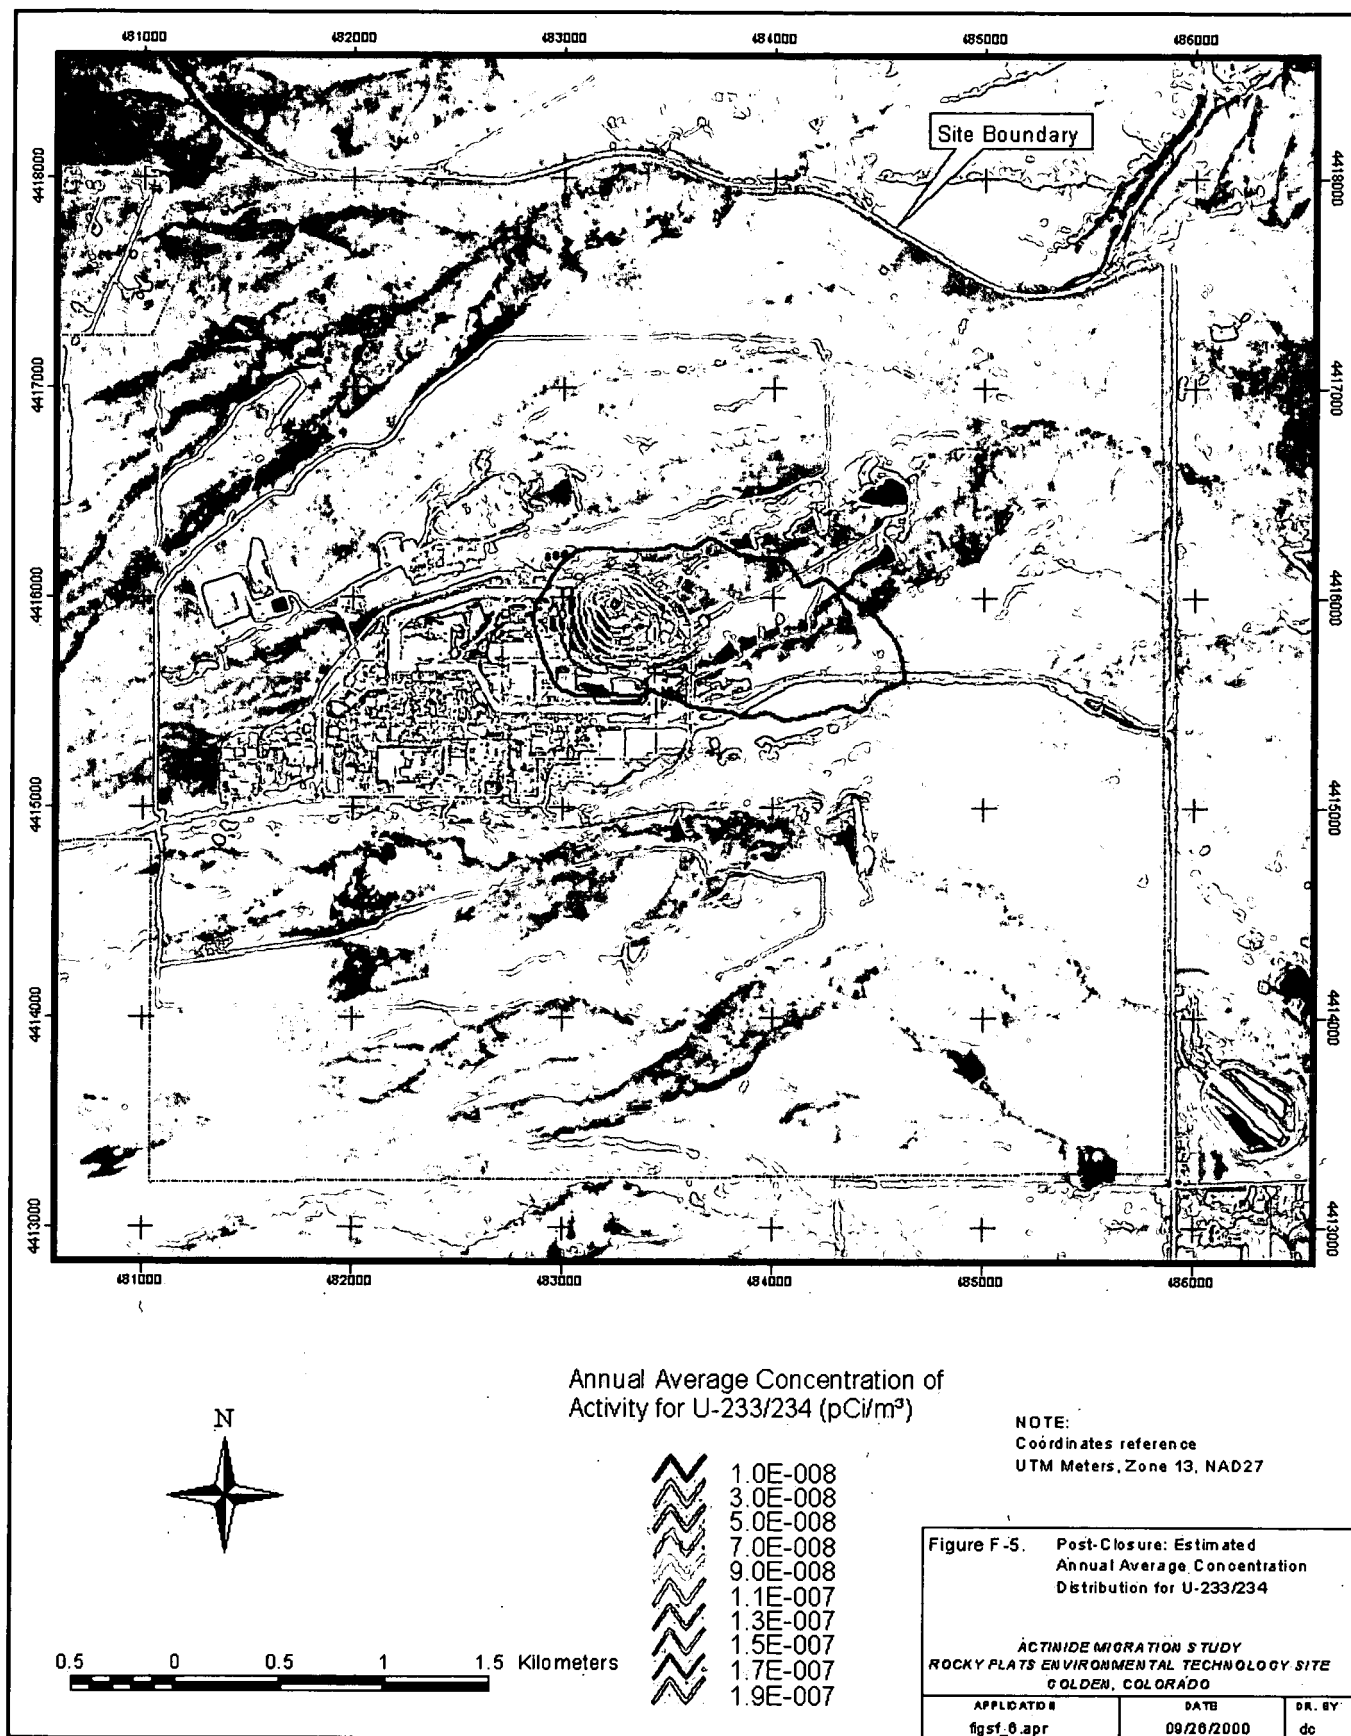 481000 482000 483000 484000 485000 486000
Site Boundary
4418000 4418000
4417000 4417000
4416000 4416000
4415000 4415000
4414000 4414000
4413000 4413000
481000 482000 483000 484000 485000 486000
Annual Average Concentration of
Activity for U-233/234 (pCi/m³)
N
NOTE:
Coordinates reference
UTM Meters, Zone 13, NAD27
1.0E-008
3.0E-008
5.0E-008
7.0E-008
9.0E-008
1.1E-007
1.3E-007
1.5E-007
1.7E-007
1.9E-007
0.5 0 0.5 1 1.5 Kilometers
Figure F-5. Post-Closure: Estimated
Annual Average Concentration
Distribution for U-233/234
ACTINIDE MIGRATION STUDY
ROCKY FLATS ENVIRONMENTAL TECHNOLOGY SITE
GOLDEN, COLORADO
APPLICATION DATE DR. BY
figsf_6.apr 09/26/2000 dc